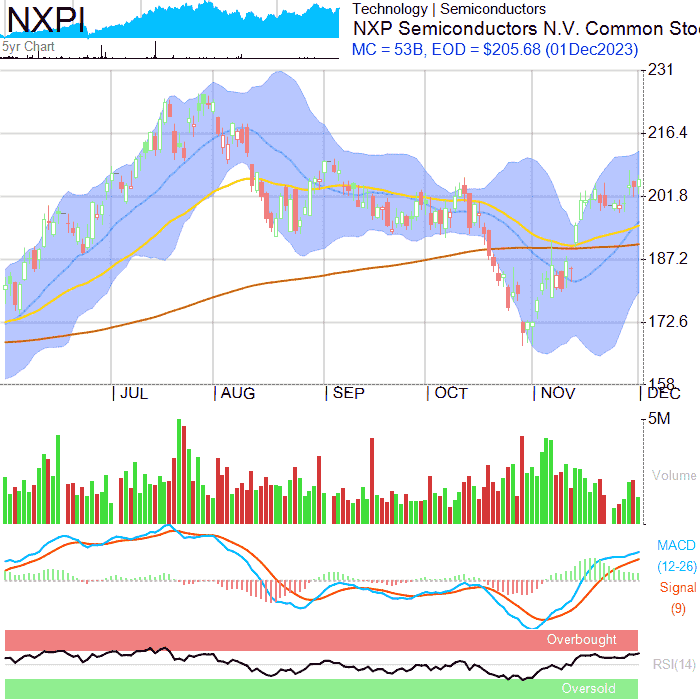 NXPI
5yr Chart
Technology | Semiconductors
NXP Semiconductors N.V. Common Stoc
MC = 53B, EOD = $205.68 (01Dec2023)
231
216.4
201.8
187.2
172.6
158
JUL AUG SEP OCT NOV DEC
5M
Volume
MACD
(12-26)
Signal
(9)
Overbought
RSI(14)
Oversold